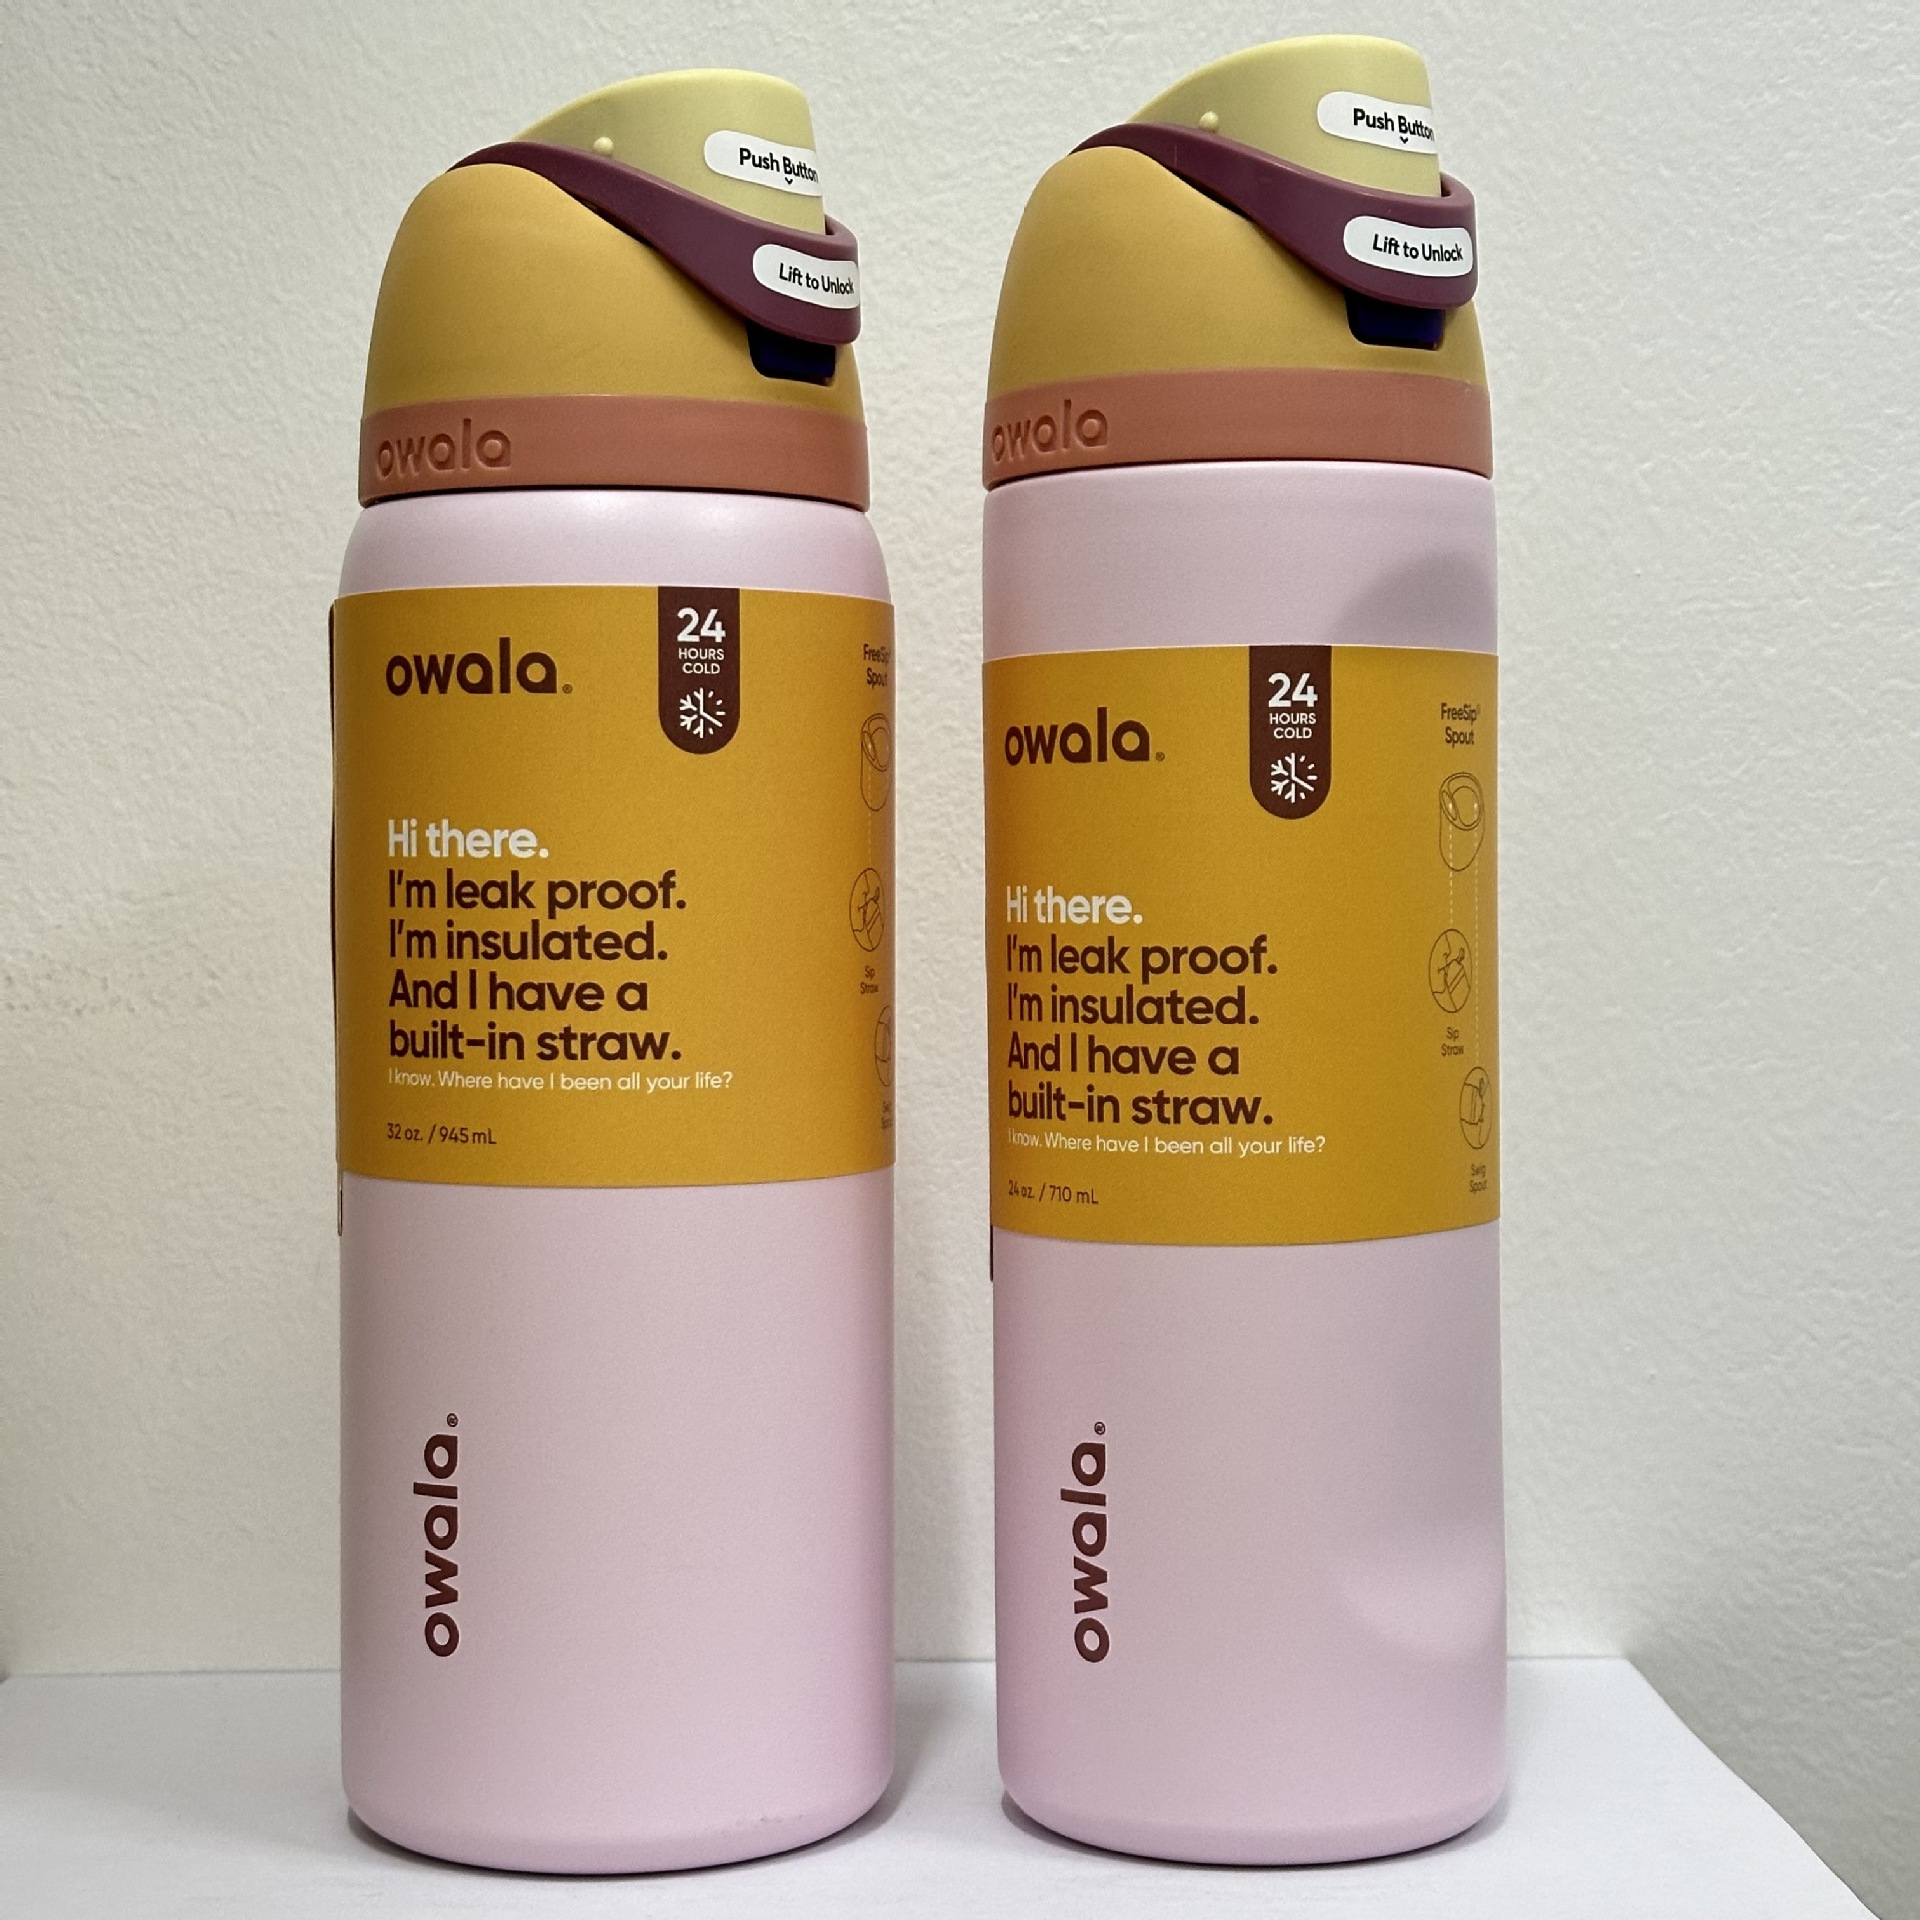 Push Button
Lift to Unlock
owala
owala®
24
HOURS
COLD
FreeSip
Spout
Hi there.
I'm leak proof.
I'm insulated.
And I have a
built-in straw.
I know. Where have I been all your life?
Sip
Straw
32 oz. / 945 mL
owala®
Push Button
Lift to Unlock
owala
owala®
24
HOURS
COLD
FreeSip®
Spout
Hi there.
I'm leak proof.
I'm insulated.
And I have a
built-in straw.
I know. Where have I been all your life?
Sip
Straw
24 oz. / 710 mL
Swig
Spout
owala®